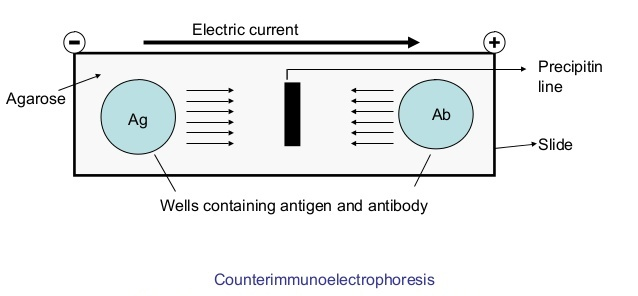 Electric current
−
+
Agarose
Ag
Ab
Precipitin
line
Slide
Wells containing antigen and antibody
Counterimmunoelectrophoresis